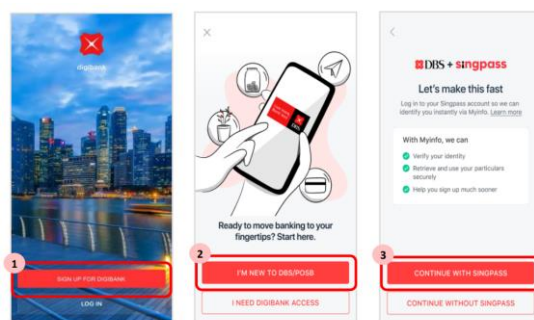 digibank
1
SIGN UP FOR DIGIBANK
LOG IN
DBS
Ready to move banking to your
fingertips? Start here.
2
I'M NEW TO DBS/POSB
I NEED DIGIBANK ACCESS
DBS + singpass
Let's make this fast
Log in to your Singpass account so we can
identify you instantly via Myinfo. Learn more
With Myinfo, we can
Verify your identity
Retrieve and use your particulars
securely
Help you sign up much sooner
3
CONTINUE WITH SINGPASS
CONTINUE WITHOUT SINGPASS